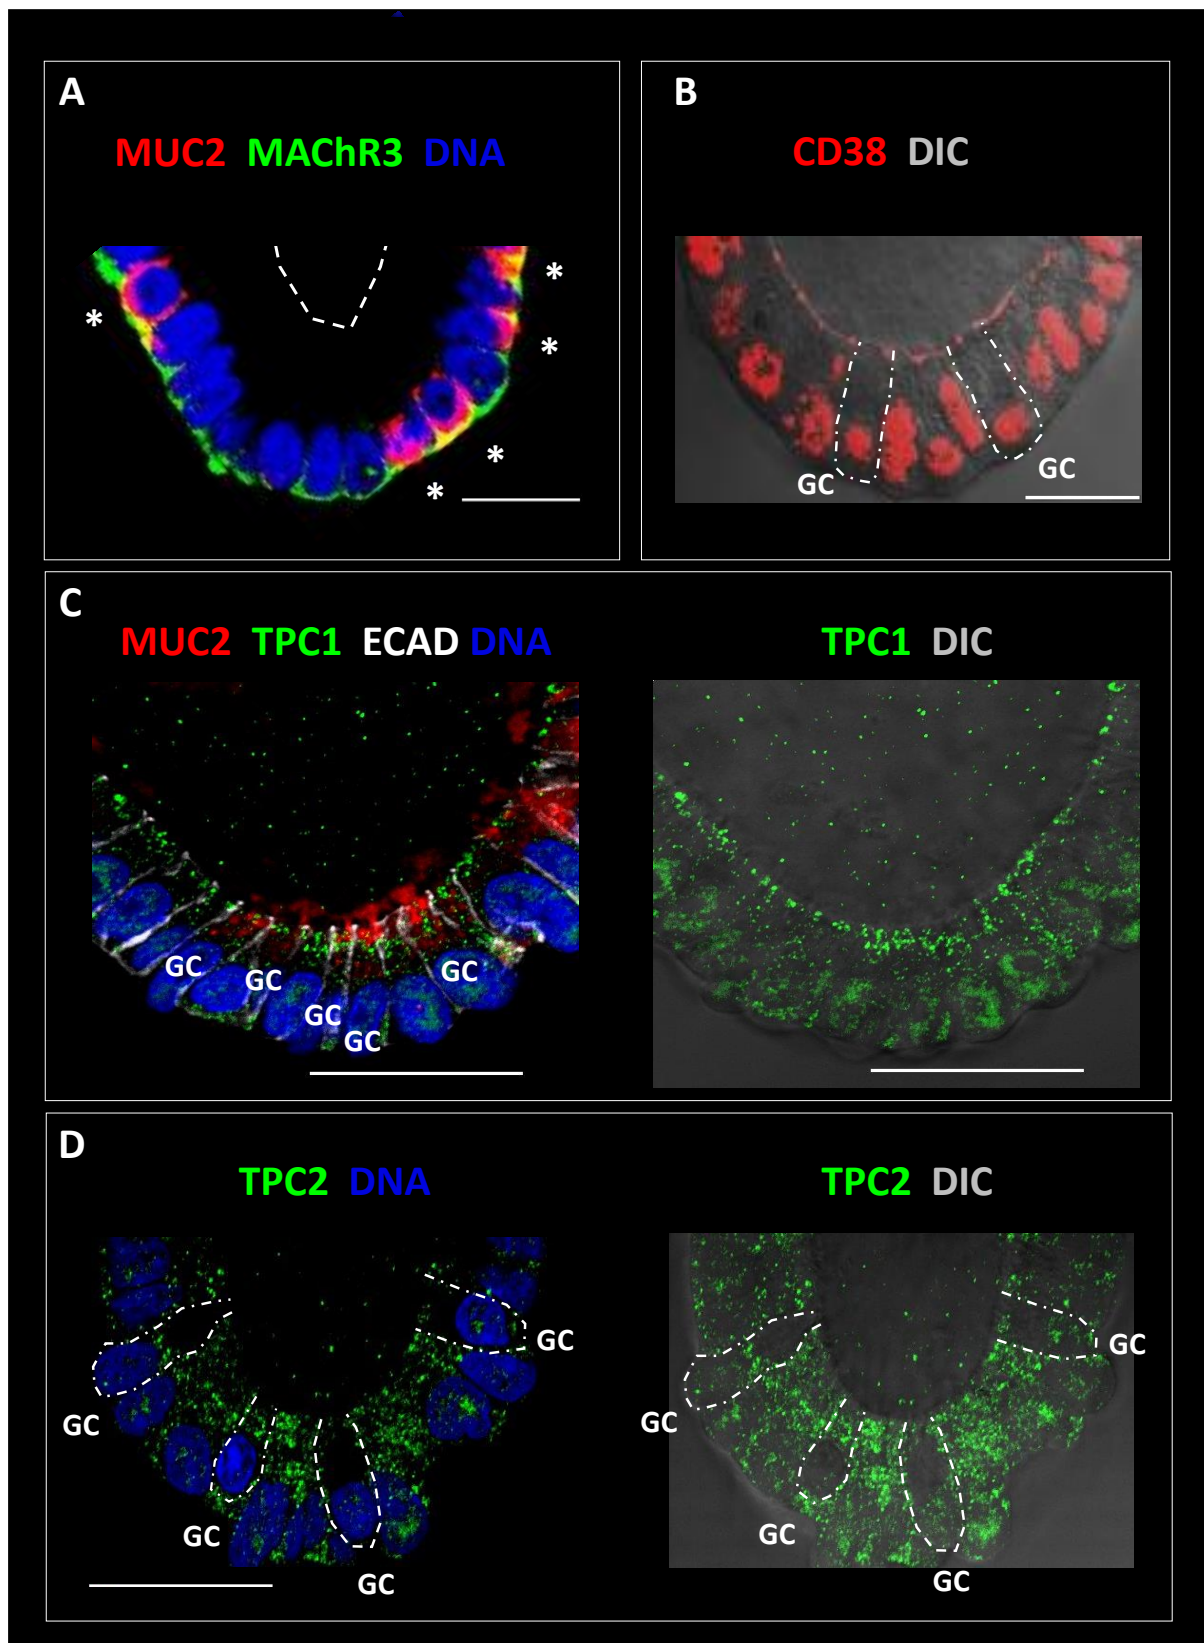 A
B
MUC2 MAChR3 DNA
CD38 DIC
*
*
*
*
*
GC
GC
C
MUC2 TPC1 ECAD DNA
TPC1 DIC
GC
GC
GC
GC
GC
D
TPC2 DNA
TPC2 DIC
GC
GC
GC
GC
GC
GC
GC
GC